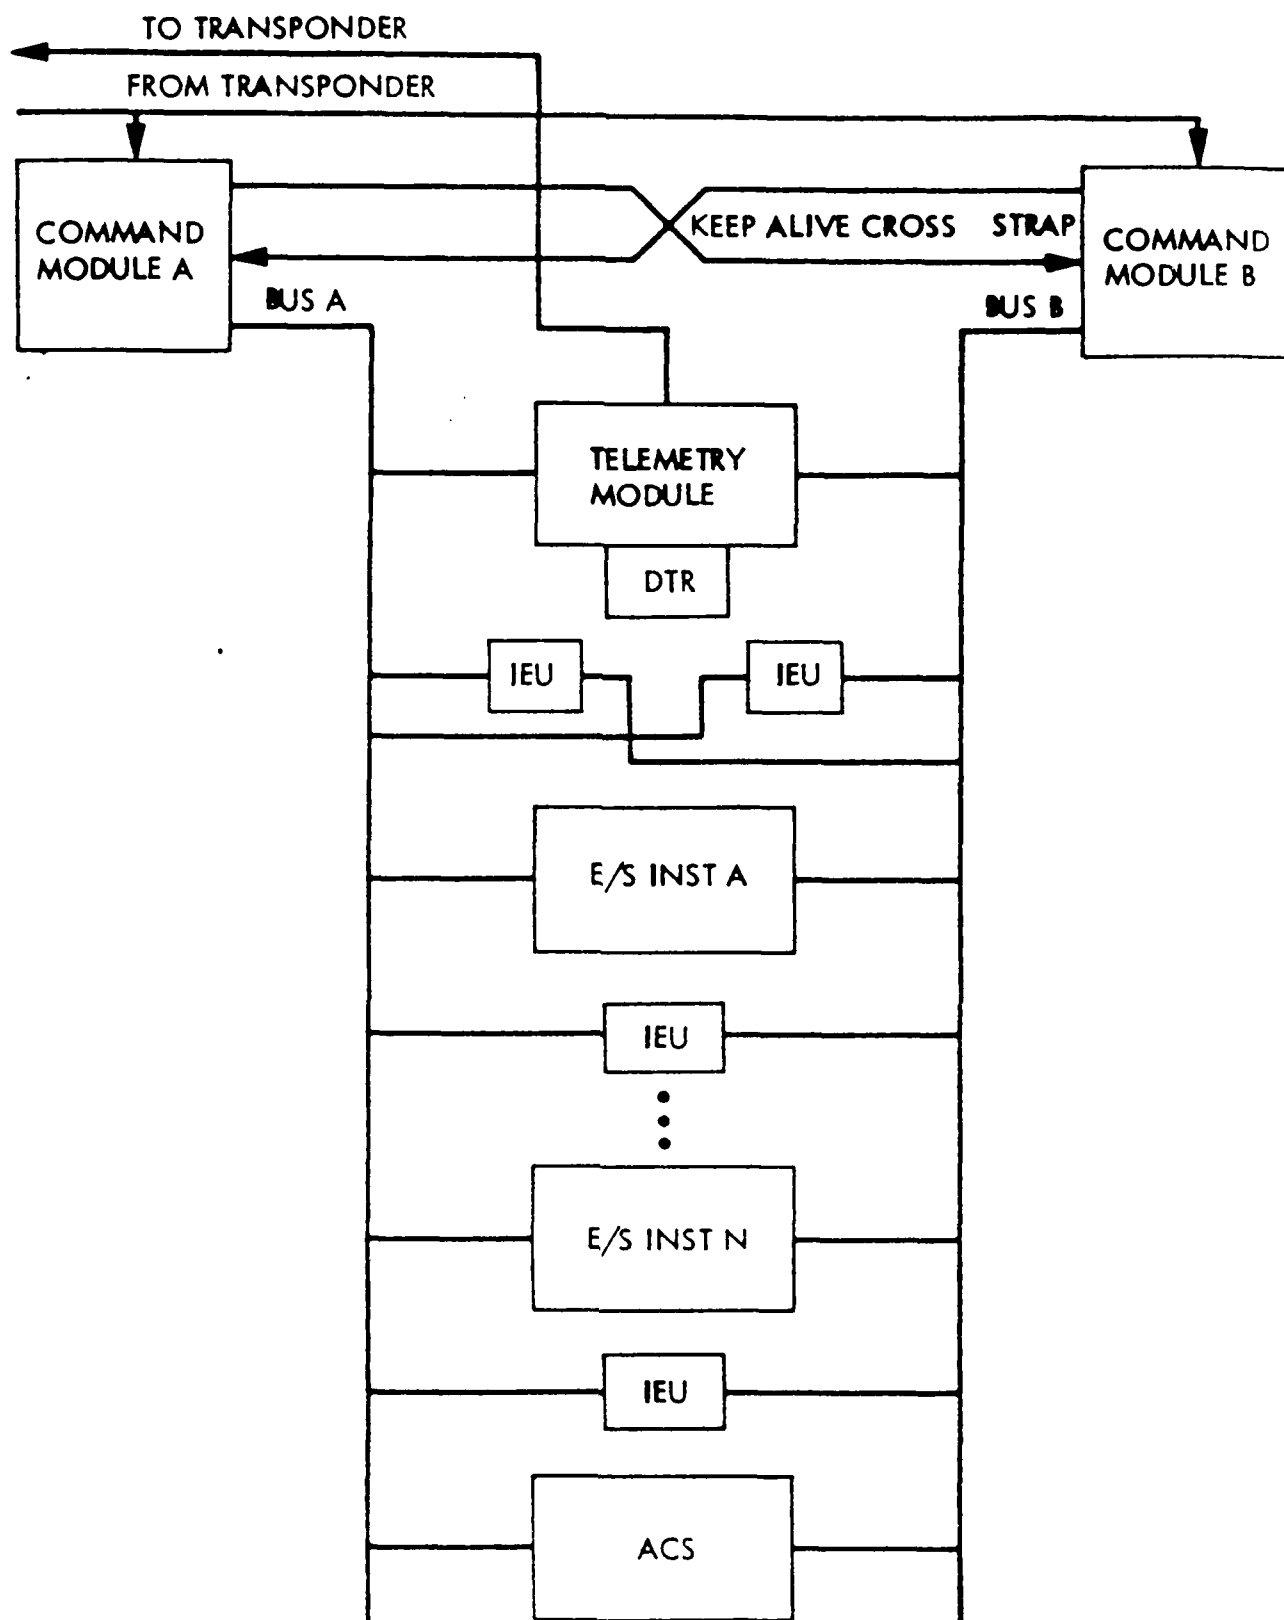 TO TRANSPONDER
FROM TRANSPONDER
COMMAND
MODULE A
KEEP ALIVE CROSS STRAP
COMMAND
MODULE B
BUS A
BUS B
TELEMETRY
MODULE
DTR
IEU
IEU
E/S INST A
IEU
E/S INST N
IEU
ACS